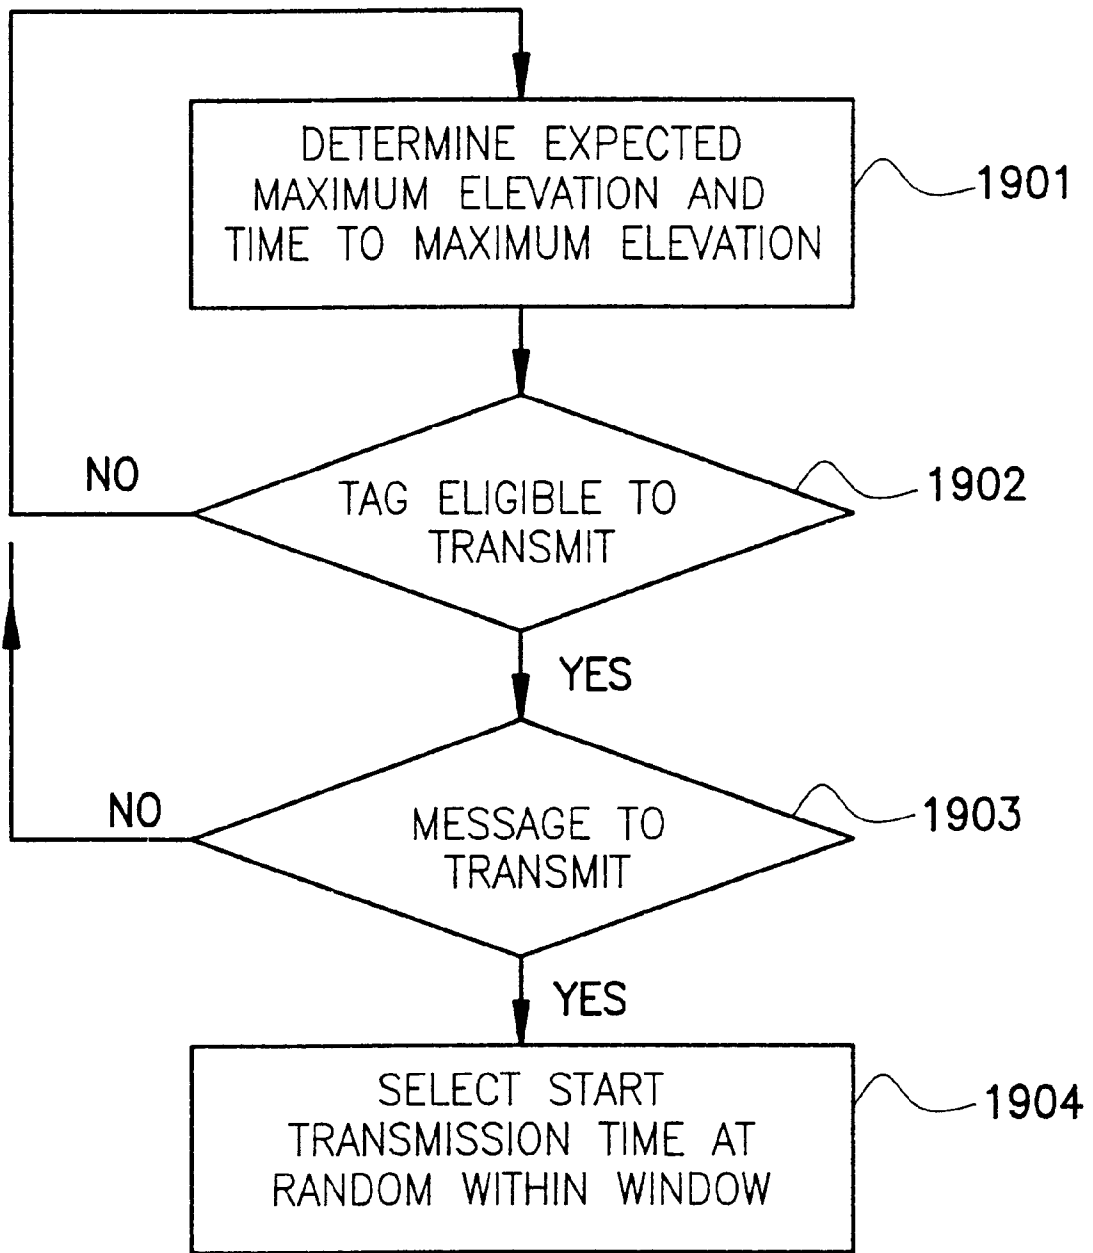 DETERMINE EXPECTED
MAXIMUM ELEVATION AND
TIME TO MAXIMUM ELEVATION
1901
NO
TAG ELIGIBLE TO
TRANSMIT
1902
YES
NO
MESSAGE TO
TRANSMIT
1903
YES
SELECT START
TRANSMISSION TIME AT
RANDOM WITHIN WINDOW
1904